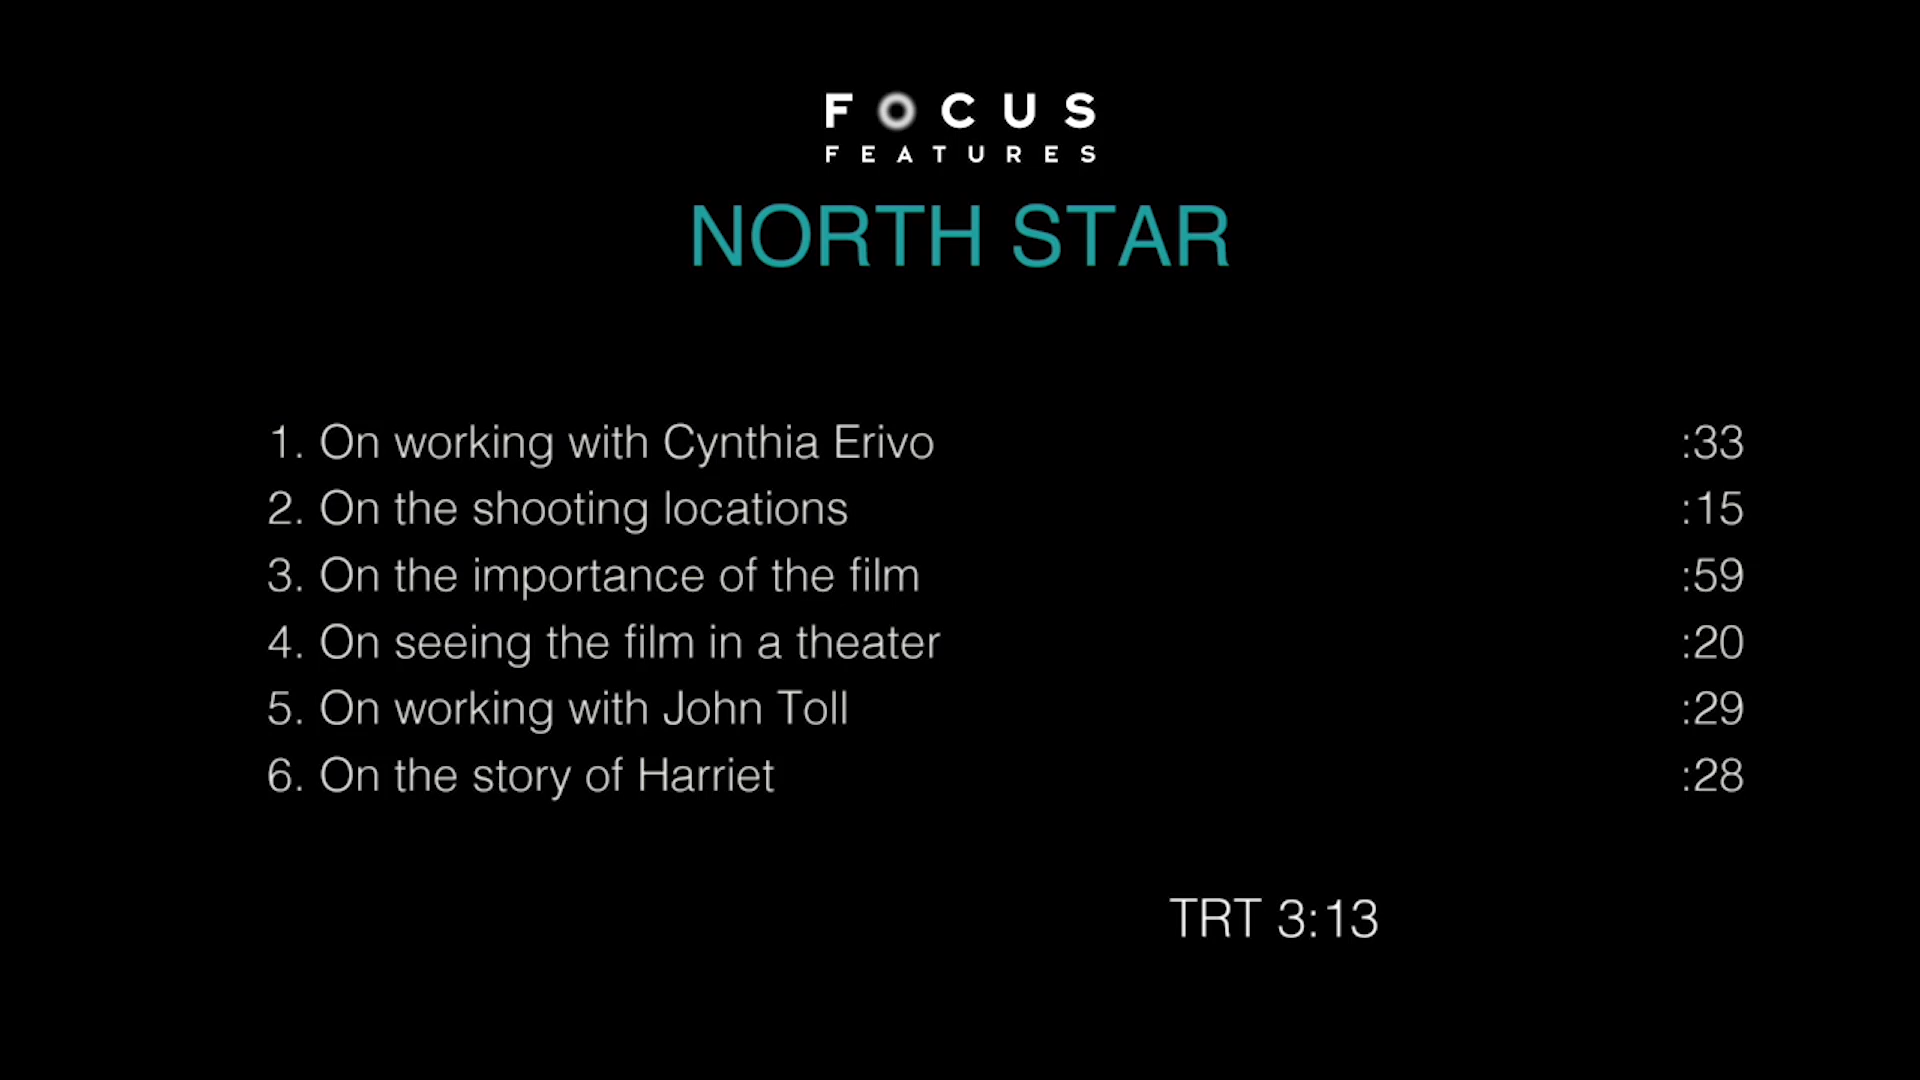 FOCUS
FEATURES
NORTH STAR
1. On working with Cynthia Erivo :33
2. On the shooting locations :15
3. On the importance of the film :59
4. On seeing the film in a theater :20
5. On working with John Toll :29
6. On the story of Harriet :28
TRT 3:13